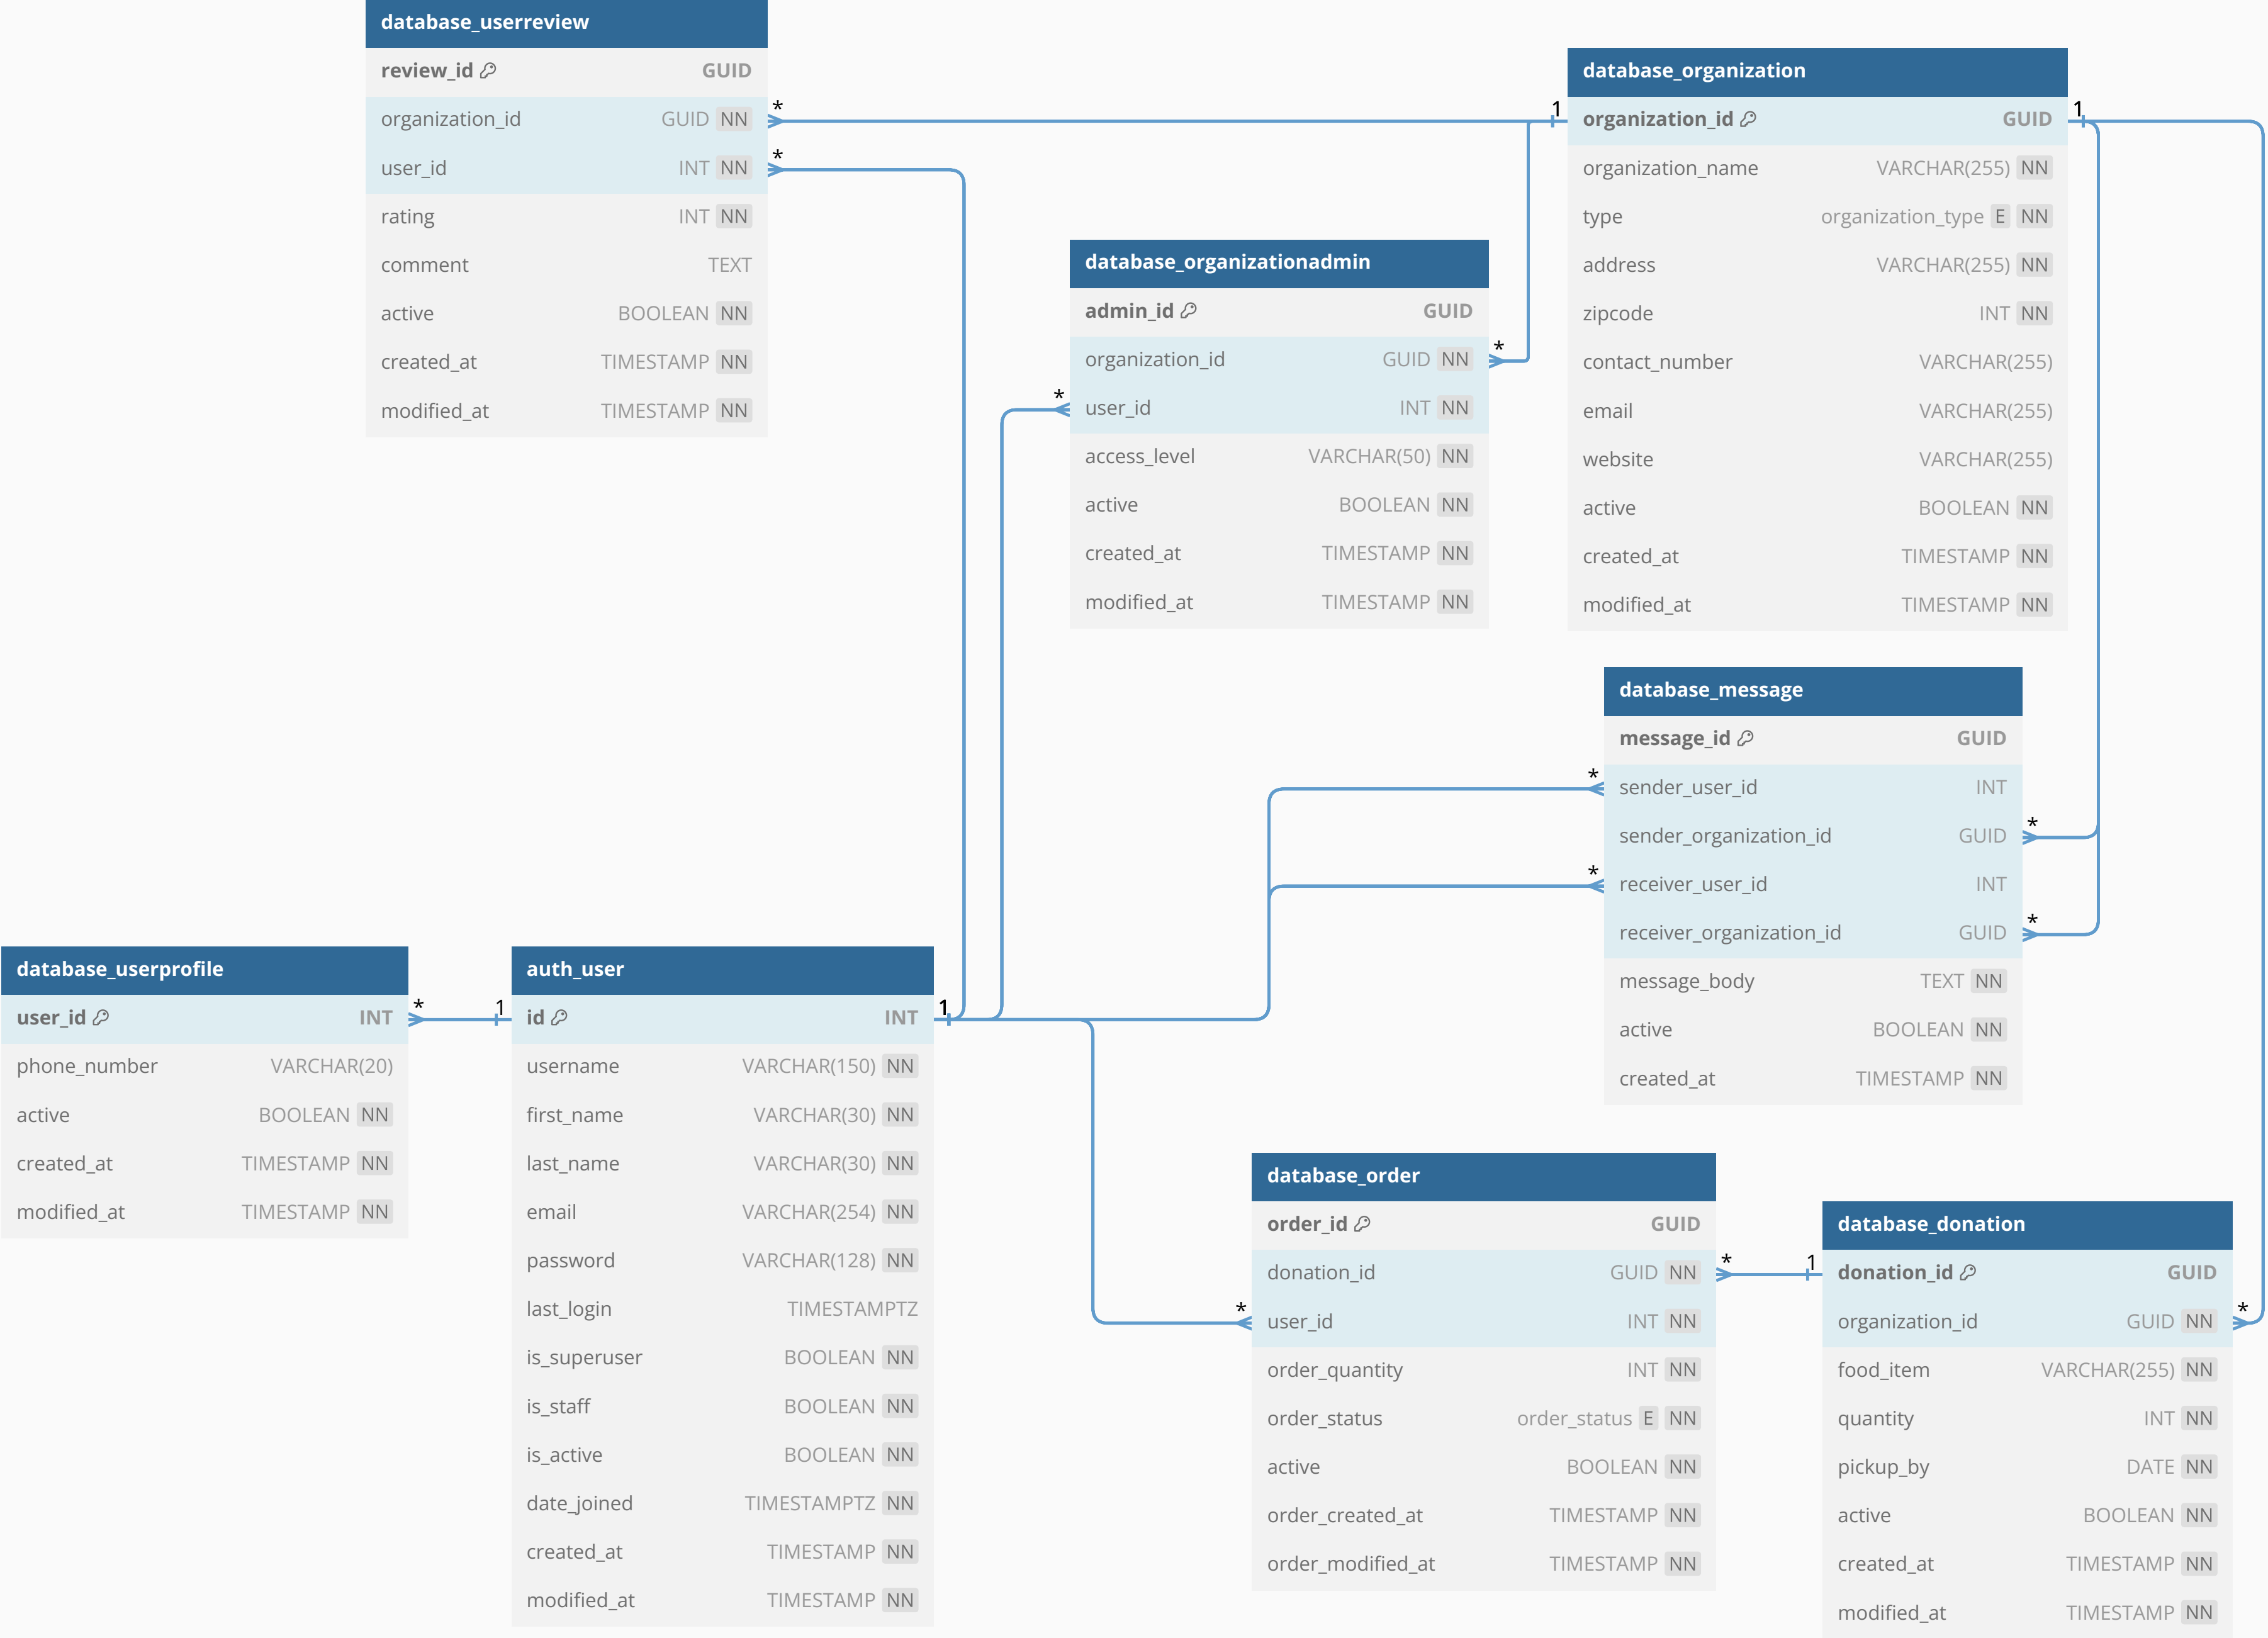 database_userreview
review_id GUID
* 
organization_id GUID NN
*
user_id INT NN
rating INT NN
comment TEXT
active BOOLEAN NN
created_at TIMESTAMP NN
modified_at TIMESTAMP NN
database_organization
1 1
organization_id GUID
organization_name VARCHAR(255) NN
type organization_type E NN
address VARCHAR(255) NN
zipcode INT NN
contact_number VARCHAR(255)
email VARCHAR(255)
website VARCHAR(255)
active BOOLEAN NN
created_at TIMESTAMP NN
modified_at TIMESTAMP NN
database_organizationadmin
admin_id GUID
*
organization_id GUID NN
*
user_id INT NN
access_level VARCHAR(50) NN
active BOOLEAN NN
created_at TIMESTAMP NN
modified_at TIMESTAMP NN
database_message
message_id GUID
*
sender_user_id INT
*
sender_organization_id GUID
*
receiver_user_id INT
*
receiver_organization_id GUID
message_body TEXT NN
active BOOLEAN NN
created_at TIMESTAMP NN
database_userprofile
*
user_id INT
phone_number VARCHAR(20)
active BOOLEAN NN
created_at TIMESTAMP NN
modified_at TIMESTAMP NN
auth_user
1 1
id INT
username VARCHAR(150) NN
first_name VARCHAR(30) NN
last_name VARCHAR(30) NN
email VARCHAR(254) NN
password VARCHAR(128) NN
last_login TIMESTAMPTZ
is_superuser BOOLEAN NN
is_staff BOOLEAN NN
is_active BOOLEAN NN
date_joined TIMESTAMPTZ NN
created_at TIMESTAMP NN
modified_at TIMESTAMP NN
database_order
order_id GUID
*
donation_id GUID NN
*
user_id INT NN
order_quantity INT NN
order_status order_status E NN
active BOOLEAN NN
order_created_at TIMESTAMP NN
order_modified_at TIMESTAMP NN
database_donation
1
donation_id GUID
*
organization_id GUID NN
food_item VARCHAR(255) NN
quantity INT NN
pickup_by DATE NN
active BOOLEAN NN
created_at TIMESTAMP NN
modified_at TIMESTAMP NN